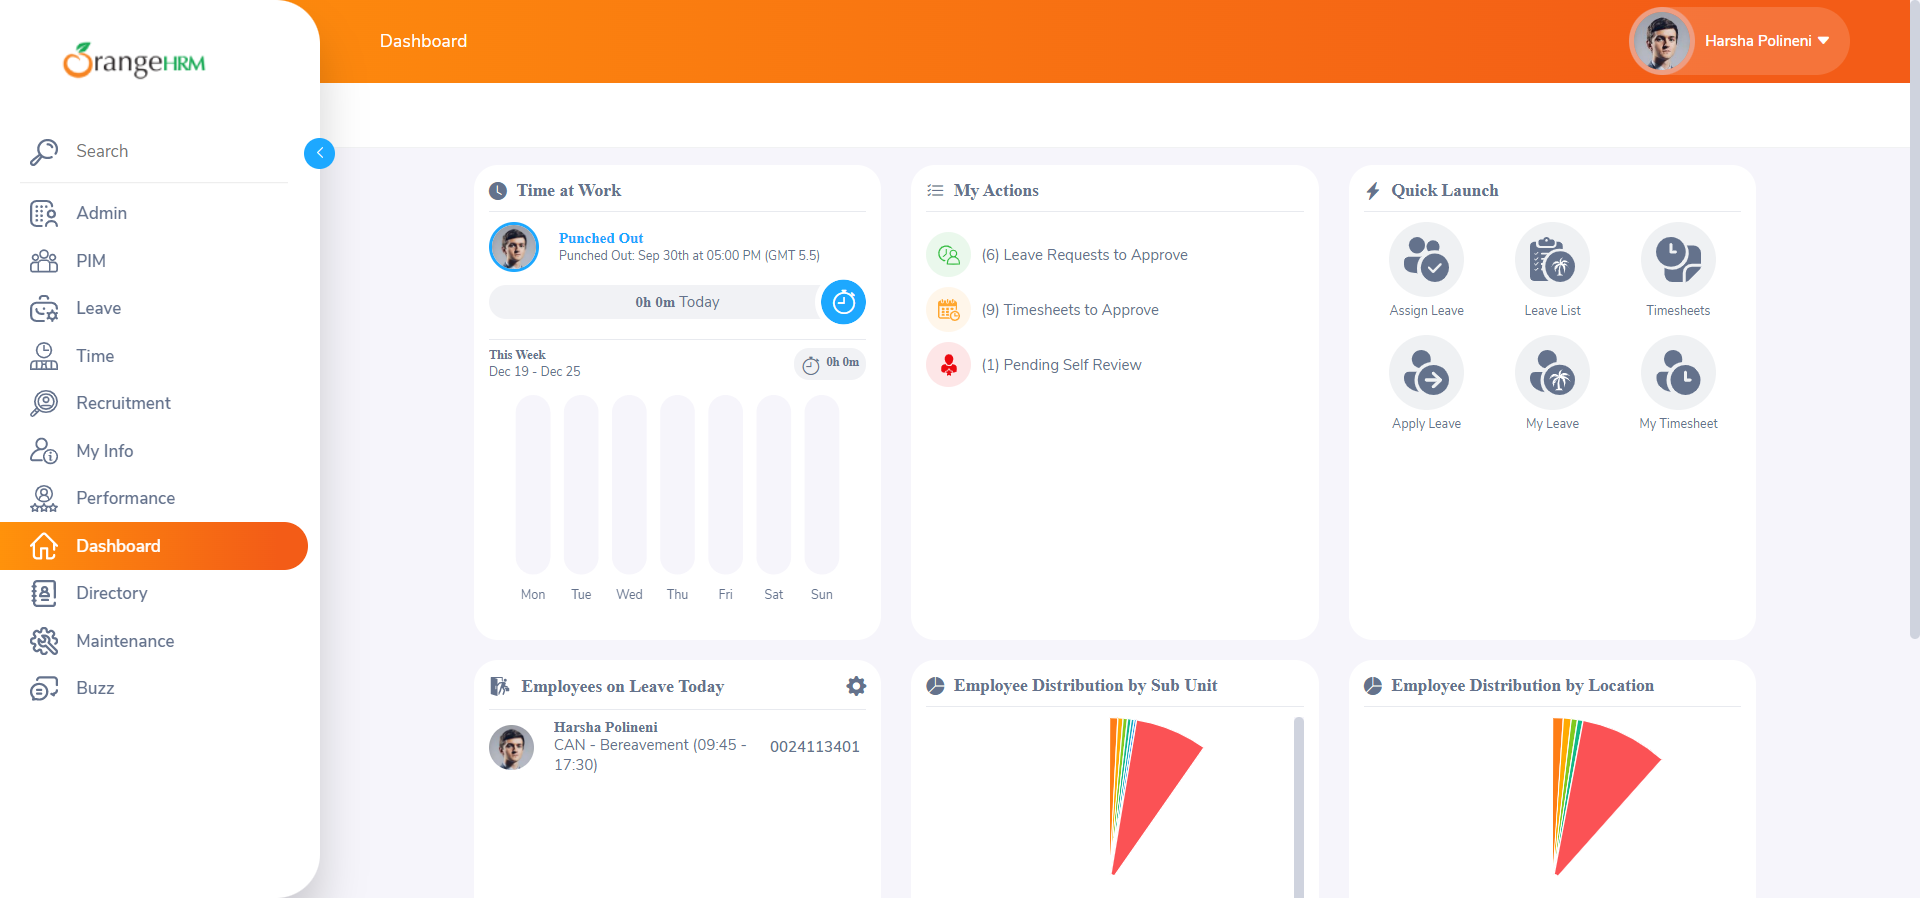 OrangeHRM
Dashboard
Harsha Polineni
Search
Admin
PIM
Leave
Time
Recruitment
My Info
Performance
Dashboard
Directory
Maintenance
Buzz
Time at Work
Punched Out
Punched Out: Sep 30th at 05:00 PM (GMT 5.5)
0h 0m Today
This Week
Dec 19 - Dec 25
0h 0m
Mon Tue Wed Thu Fri Sat Sun
My Actions
(6) Leave Requests to Approve
(9) Timesheets to Approve
(1) Pending Self Review
Quick Launch
Assign Leave Leave List Timesheets
Apply Leave My Leave My Timesheet
Employees on Leave Today
Harsha Polineni
CAN - Bereavement (09:45 -
17:30)
0024113401
Employee Distribution by Sub Unit
Employee Distribution by Location